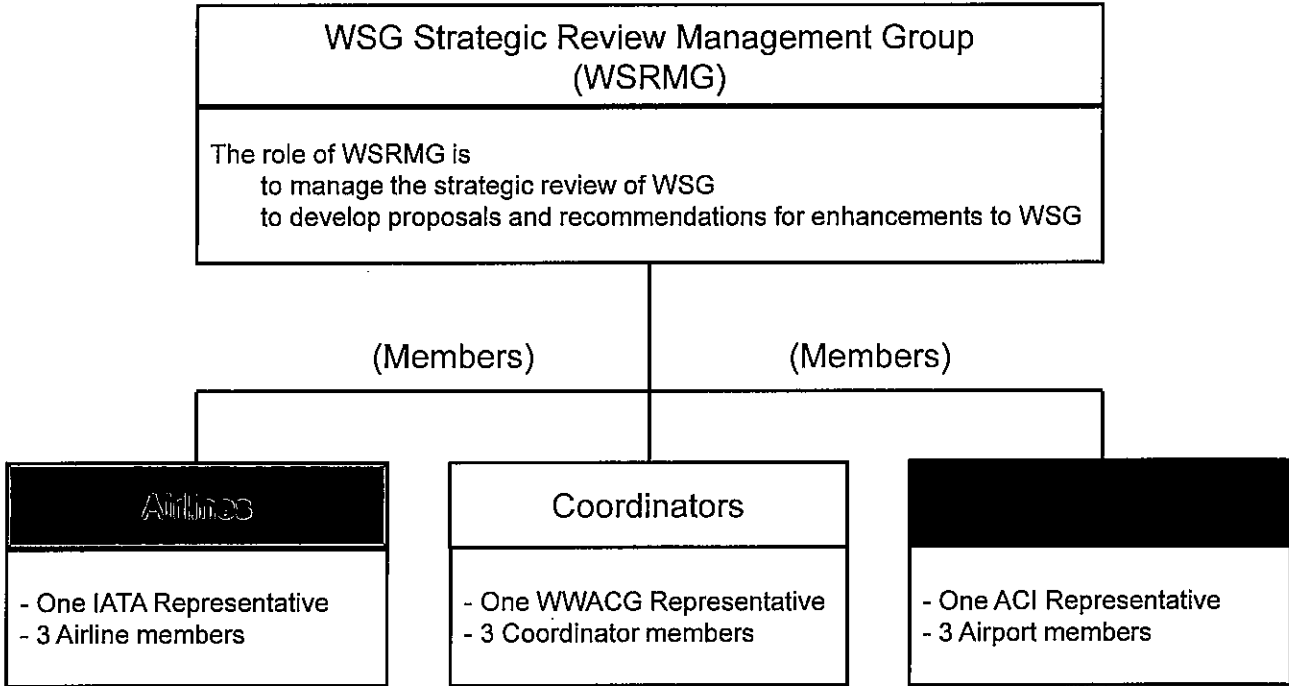 WSG Strategic Review Management Group
(WSRMG)
The role of WSRMG is
to manage the strategic review of WSG
to develop proposals and recommendations for enhancements to WSG
(Members)
(Members)
Airlines
- One IATA Representative
- 3 Airline members
Coordinators
- One WWACG Representative
- 3 Coordinator members
- One ACI Representative
- 3 Airport members